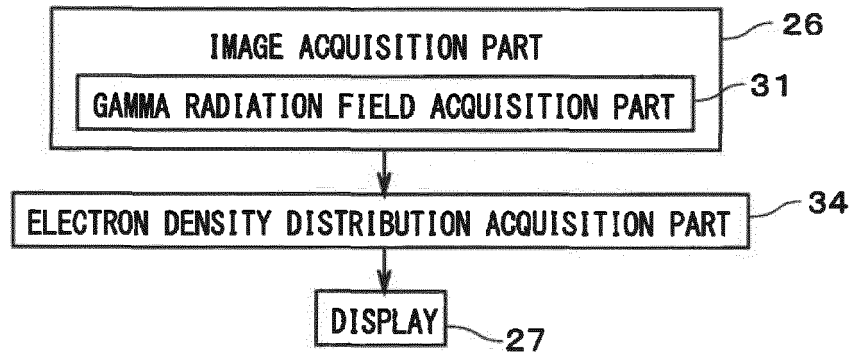 IMAGE ACQUISITION PART
26
GAMMA RADIATION FIELD ACQUISITION PART
31
ELECTRON DENSITY DISTRIBUTION ACQUISITION PART
34
DISPLAY
27